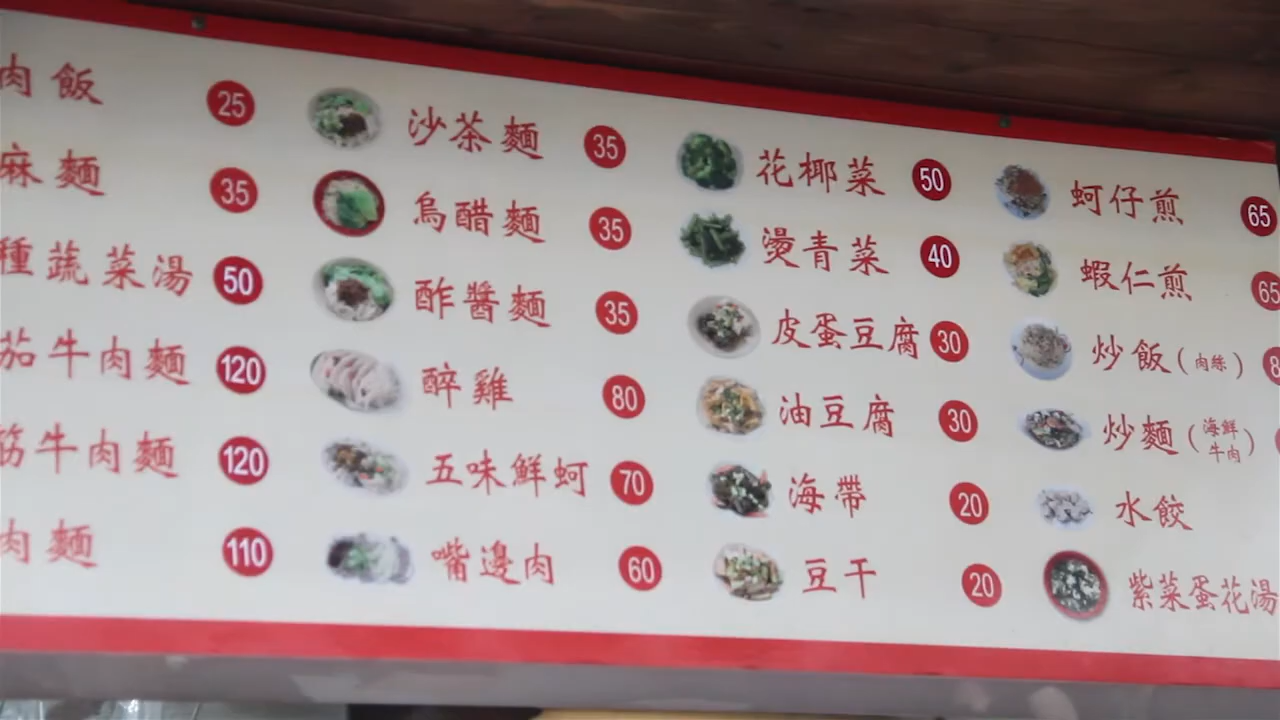 肉飯 25
麻麵 35
種蔬菜湯 50
茄牛肉麵 120
筋牛肉麵 120
肉麵 110
沙茶麵 35
烏醋麵 35
酢醬麵 35
醉雞 80
五味鮮蚵 70
嘴邊肉 60
花椰菜 50
燙青菜 40
皮蛋豆腐 30
油豆腐 30
海帶 20
豆干 20
蚵仔煎 65
蝦仁煎 65
炒飯(肉絲) 8
炒麵(海鮮牛肉)
水餃
紫菜蛋花湯